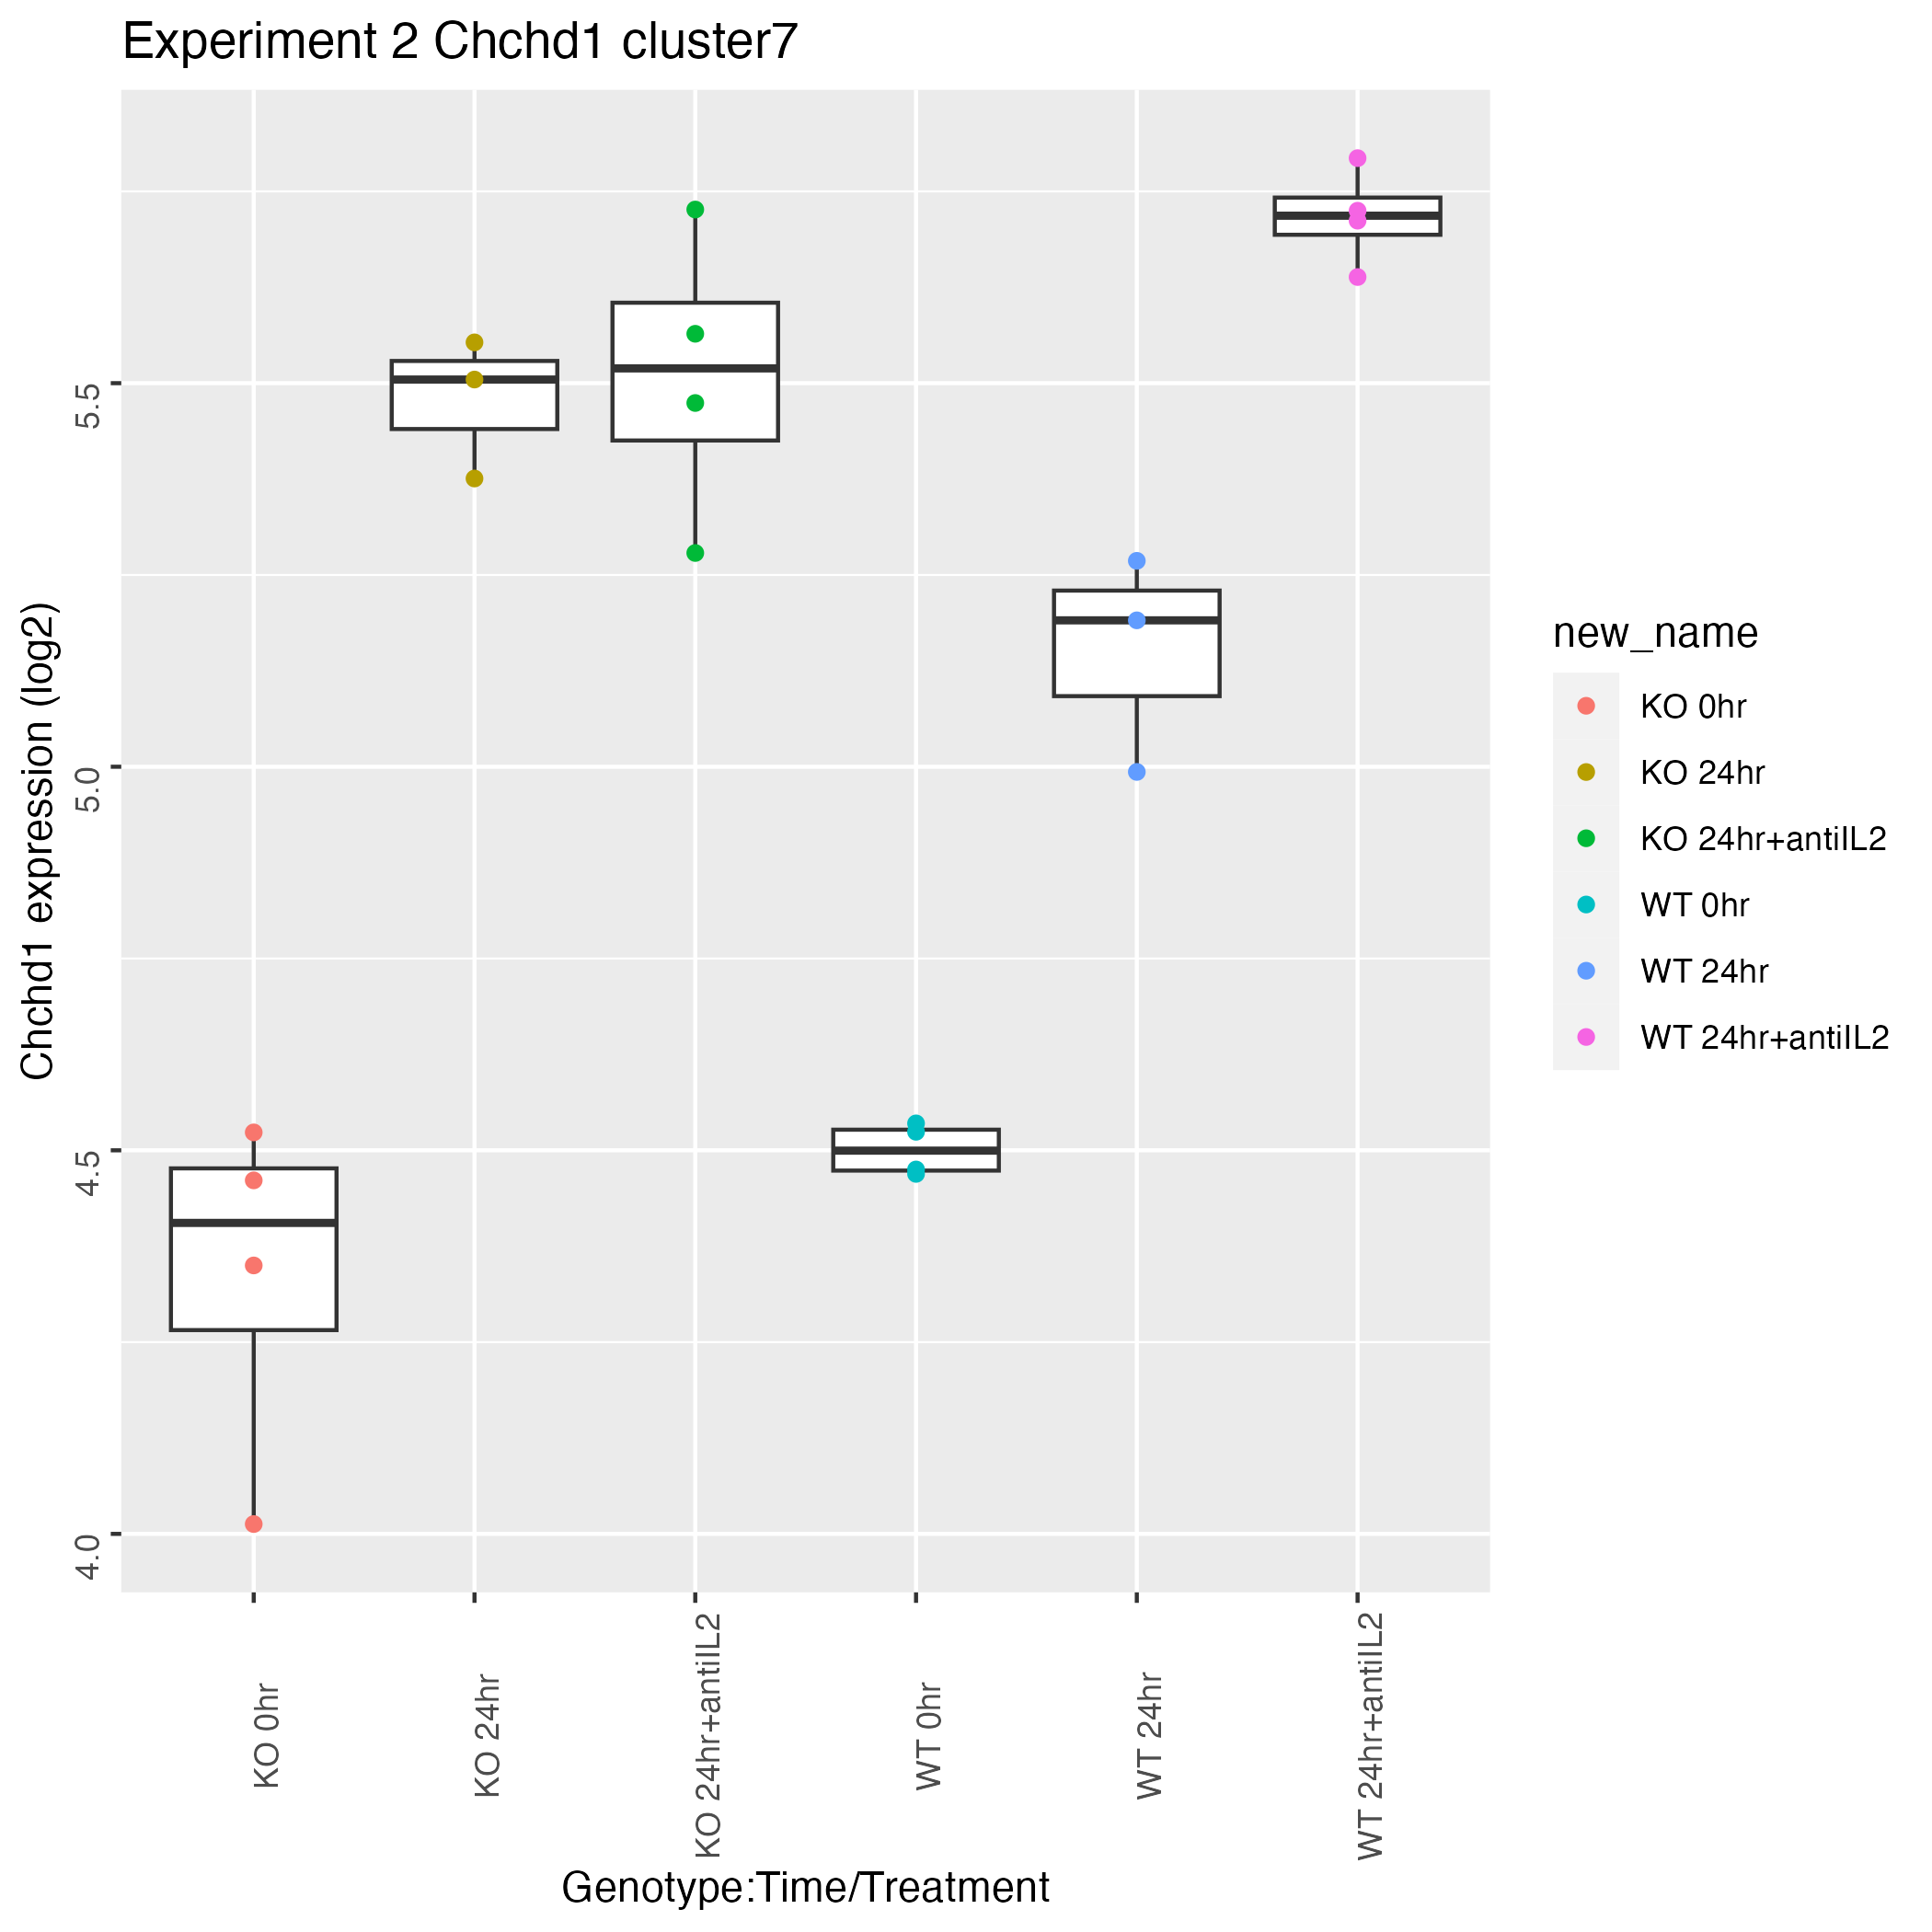 Experiment 2 Chchd1 cluster7
Chchd1 expression (log2)
5.5
5.0
4.5
4.0
KO 0hr
KO 24hr
KO 24hr+antiIL2
WT 0hr
WT 24hr
WT 24hr+antiIL2
Genotype:Time/Treatment
new_name
KO 0hr
KO 24hr
KO 24hr+antiIL2
WT 0hr
WT 24hr
WT 24hr+antiIL2